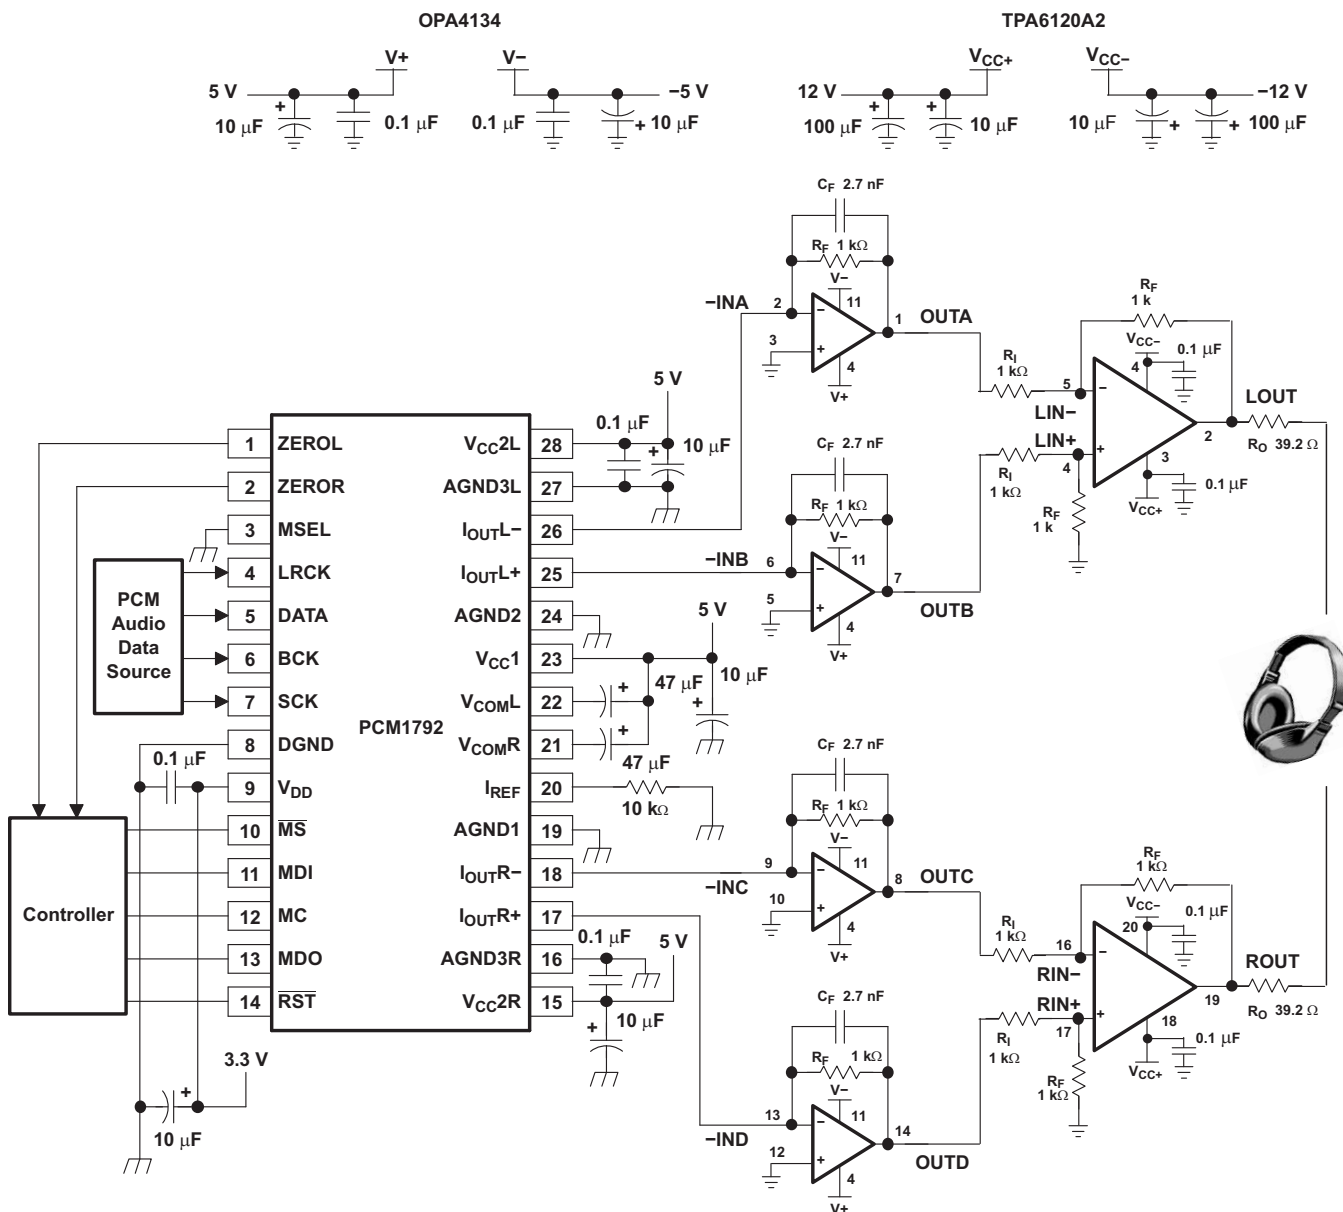 OPA4134
TPA6120A2
V+
V−
VCC+
VCC−
5 V
−5 V
12 V
−12 V
+
10 μF
0.1 μF
0.1 μF
+ 10 μF
+
100 μF
+
10 μF
10 μF
+
+ 100 μF
CF 2.7 nF
RF 1 kΩ
V−
−INA
2
−
11
3
+
4
V+
1
OUTA
RF
1 k
VCC−
4
0.1 μF
RI
1 kΩ
5
−
LIN−
LIN+
4
+
2
LOUT
RO 39.2 Ω
3
VCC+
0.1 μF
RI
1 kΩ
RF
1 k
CF 2.7 nF
RF 1 kΩ
V−
−INB
6
−
11
5
+
4
V+
7
OUTB
5 V
0.1 μF
+
10 μF
1 ZEROL
2 ZEROR
3 MSEL
4 LRCK
5 DATA
6 BCK
7 SCK
8 DGND
9 VDD
10 MS
11 MDI
12 MC
13 MDO
14 RST
PCM1792
VCC2L 28
AGND3L 27
IOUTL− 26
IOUTL+ 25
AGND2 24
VCC1 23
VCOML 22
VCOMR 21
IREF 20
AGND1 19
IOUTR− 18
IOUTR+ 17
AGND3R 16
VCC2R 15
PCM
Audio
Data
Source
Controller
0.1 μF
3.3 V
+
10 μF
5 V
10 μF
+
47 μF
+
+
47 μF
10 kΩ
0.1 μF
5 V
10 μF
+
CF 2.7 nF
RF 1 kΩ
V−
9
−
11
−INC
10
+
4
V+
8
OUTC
RF
1 kΩ
VCC−
20
0.1 μF
RI
1 kΩ
16
−
RIN−
RIN+
17
+
19
ROUT
RO 39.2 Ω
18
VCC+
0.1 μF
RI
1 kΩ
RF
1 kΩ
CF 2.7 nF
RF 1 kΩ
V−
13
−
11
−IND
12
+
4
V+
14
OUTD